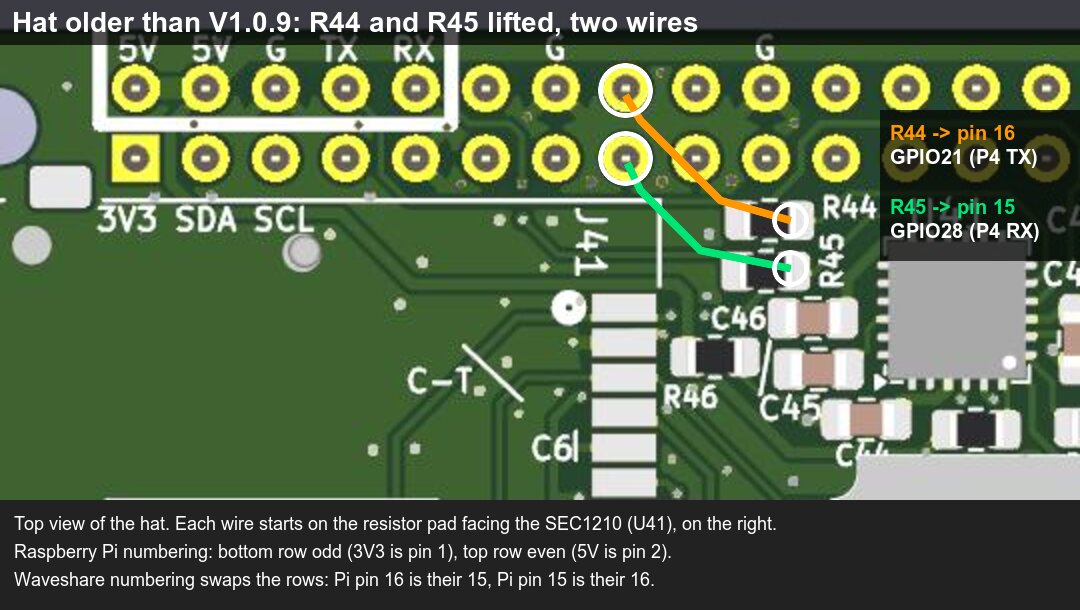 Hat older than V1.0.9: R44 and R45 lifted, two wires
5V 5V G TX RX G G
R44 -> pin 16
GPIO21 (P4 TX)
R45 -> pin 15
GPIO28 (P4 RX)
3V3 SDA SCL
J41
R44
R45
C46
R46
C45
C44
C-T
C6
Top view of the hat. Each wire starts on the resistor pad facing the SEC1210 (U41), on the right.
Raspberry Pi numbering: bottom row odd (3V3 is pin 1), top row even (5V is pin 2).
Waveshare numbering swaps the rows: Pi pin 16 is their 15, Pi pin 15 is their 16.